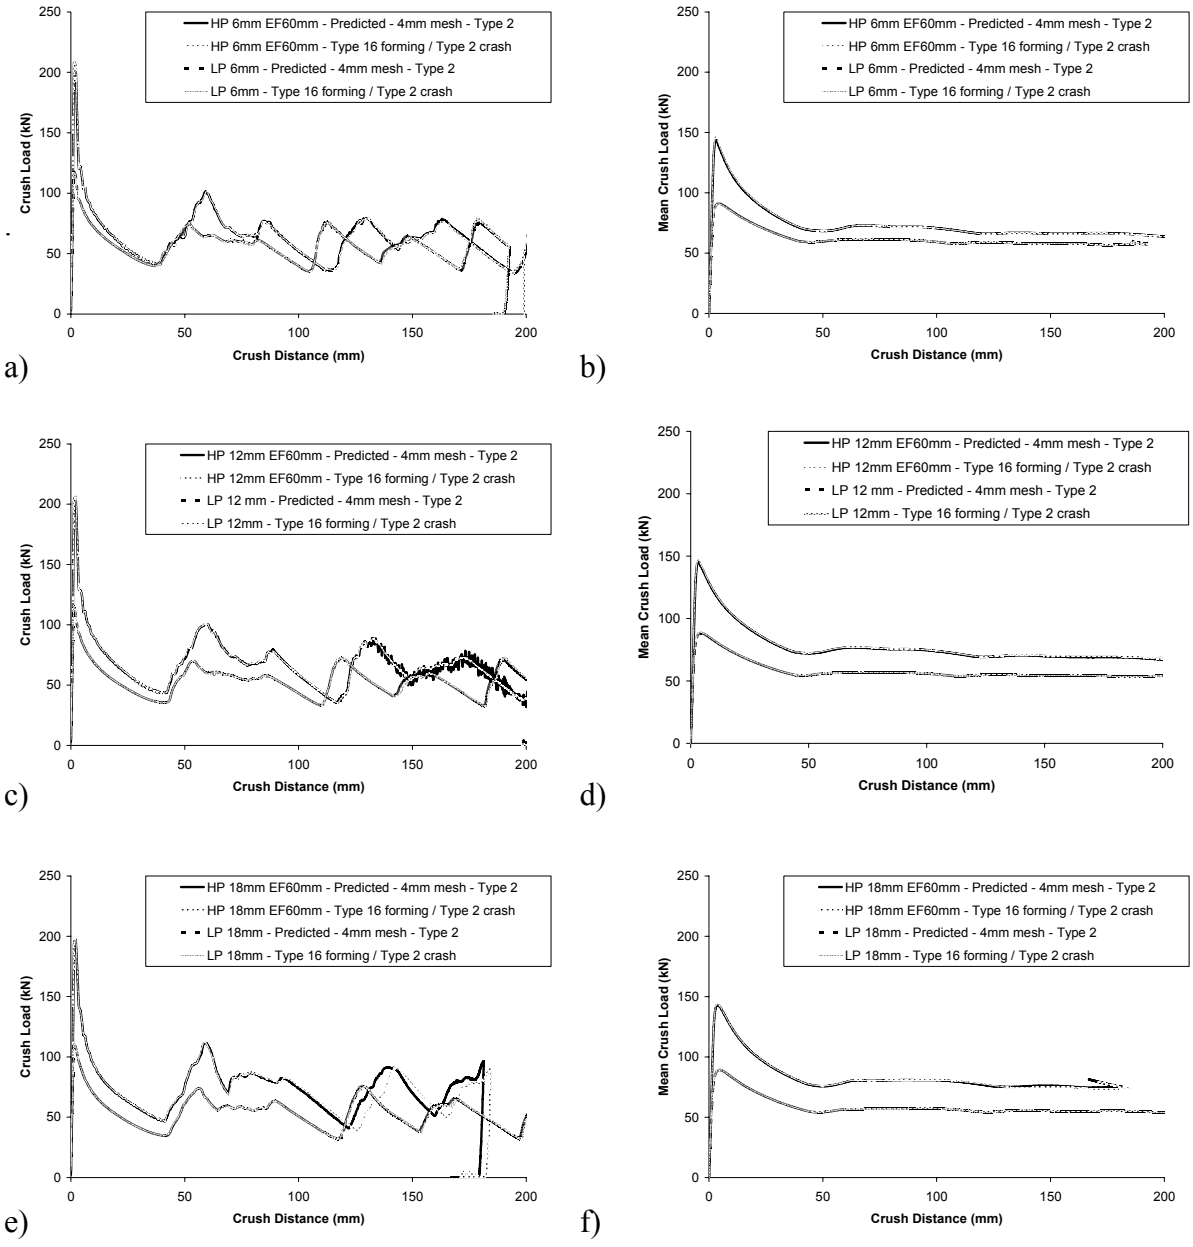 HP 6mm EF60mm - Predicted - 4mm mesh - Type 2
HP 6mm EF60mm - Type 16 forming / Type 2 crash
LP 6mm - Predicted - 4mm mesh - Type 2
LP 6mm - Type 16 forming / Type 2 crash
250
200
150
100
50
0
Crush Load (kN)
0 50 100 150 200
Crush Distance (mm)
a)
HP 6mm EF60mm - Predicted - 4mm mesh - Type 2
HP 6mm EF60mm - Type 16 forming / Type 2 crash
LP 6mm - Predicted - 4mm mesh - Type 2
LP 6mm - Type 16 forming / Type 2 crash
250
200
150
100
50
0
Mean Crush Load (kN)
0 50 100 150 200
Crush Distance (mm)
b)
HP 12mm EF60mm - Predicted - 4mm mesh - Type 2
HP 12mm EF60mm - Type 16 forming / Type 2 crash
LP 12 mm - Predicted - 4mm mesh - Type 2
LP 12mm - Type 16 forming / Type 2 crash
250
200
150
100
50
0
Crush Load (kN)
0 50 100 150 200
Crush Distance (mm)
c)
HP 12mm EF60mm - Predicted - 4mm mesh - Type 2
HP 12mm EF60mm - Type 16 forming / Type 2 crash
LP 12 mm - Predicted - 4mm mesh - Type 2
LP 12mm - Type 16 forming / Type 2 crash
250
200
150
100
50
0
Mean Crush Load (kN)
0 50 100 150 200
Crush Distance (mm)
d)
HP 18mm EF60mm - Predicted - 4mm mesh - Type 2
HP 18mm EF60mm - Type 16 forming / Type 2 crash
LP 18mm - Predicted - 4mm mesh - Type 2
LP 18mm - Type 16 forming / Type 2 crash
250
200
150
100
50
0
Crush Load (kN)
0 50 100 150 200
Crush Distance (mm)
e)
HP 18mm EF60mm - Predicted - 4mm mesh - Type 2
HP 18mm EF60mm - Type 16 forming / Type 2 crash
LP 18mm - Predicted - 4mm mesh - Type 2
LP 18mm - Type 16 forming / Type 2 crash
250
200
150
100
50
0
Mean Crush Load (kN)
0 50 100 150 200
Crush Distance (mm)
f)